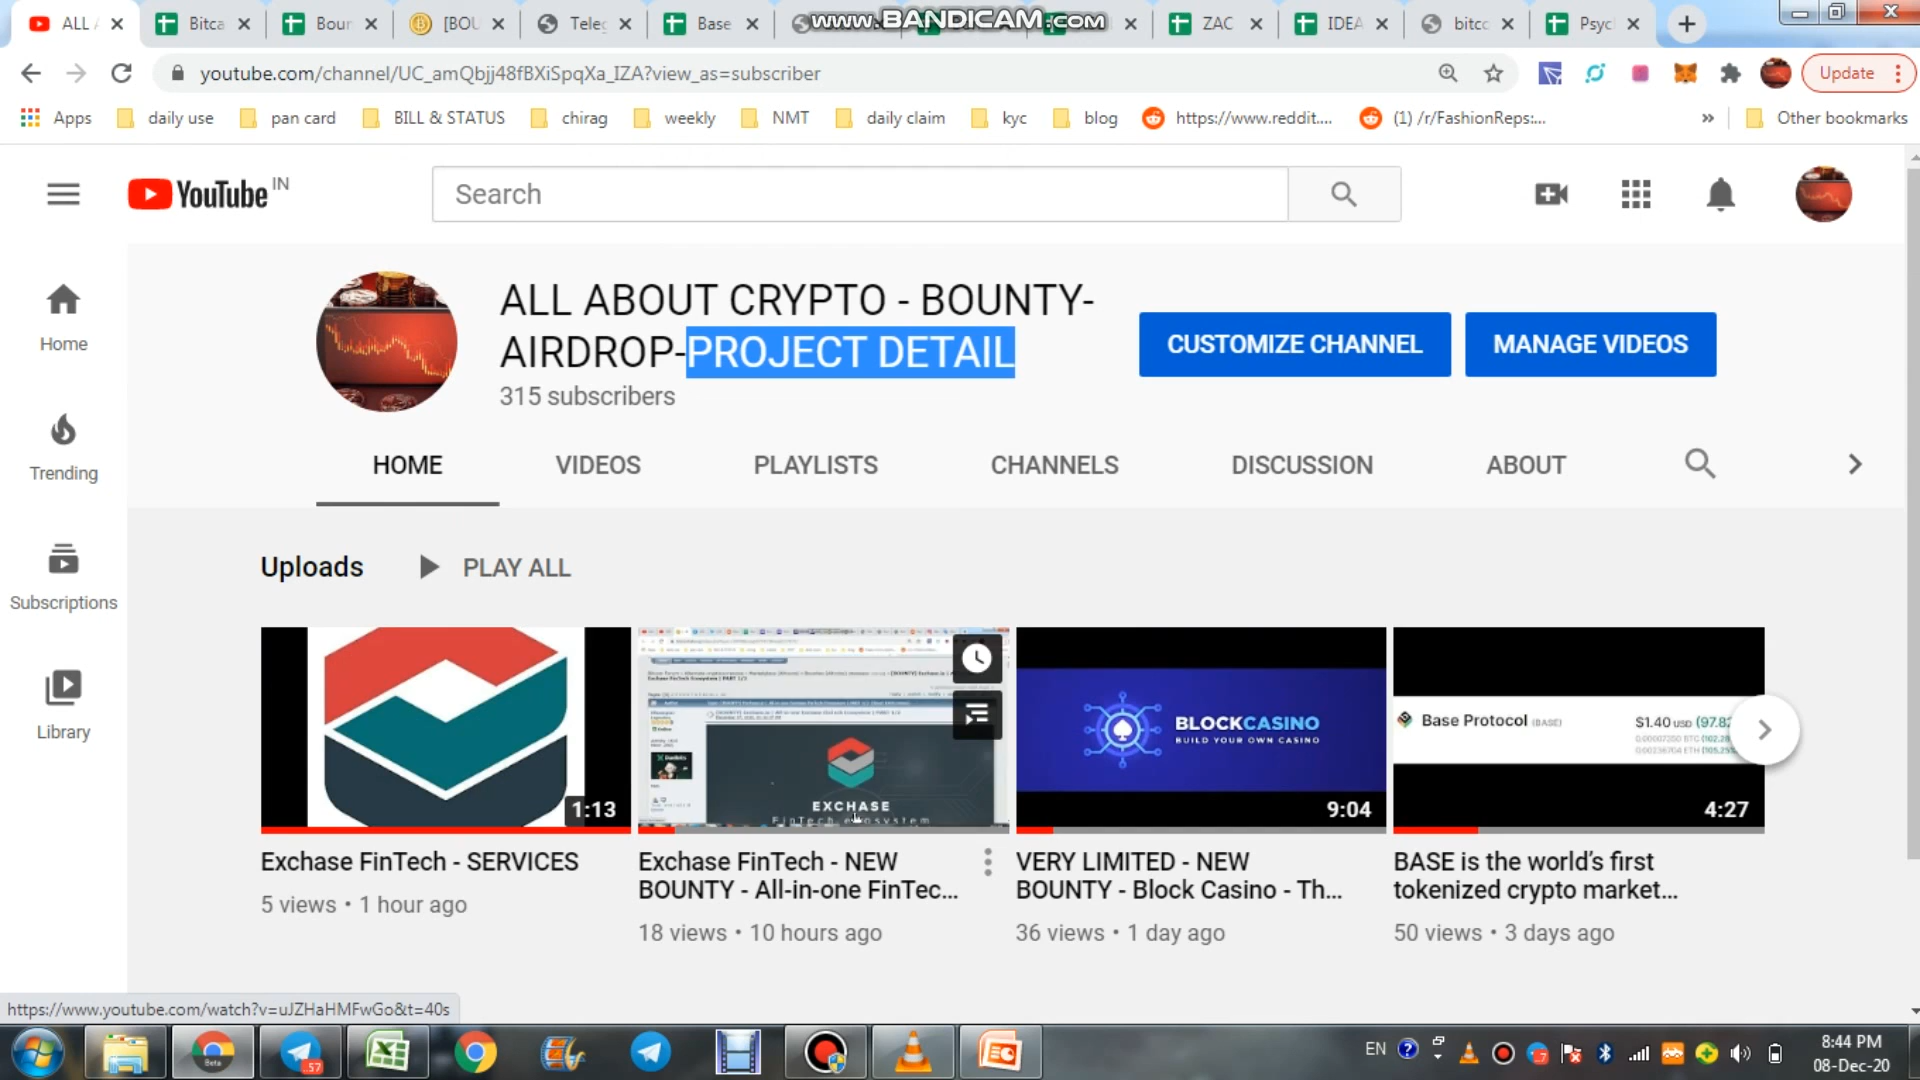 ALL
Bitca
Bour
[BOU
Teleg
Base
www.BANDICAM.com
ZAC
IDEA
bitcc
Psyc
youtube.com/channel/UC_amQbjj48fBXiSpqXa_IZA?view_as=subscriber
Update
Apps
daily use
pan card
BILL & STATUS
chirag
weekly
NMT
daily claim
kyc
blog
https://www.reddit....
(1) /r/FashionReps:...
Other bookmarks
YouTube IN
Search
Home
Trending
Subscriptions
Library
ALL ABOUT CRYPTO - BOUNTY-
AIRDROP-PROJECT DETAIL
315 subscribers
CUSTOMIZE CHANNEL
MANAGE VIDEOS
HOME
VIDEOS
PLAYLISTS
CHANNELS
DISCUSSION
ABOUT
Uploads
PLAY ALL
1:13
EXCHASE
FinTech ecosystem
BLOCKCASINO
BUILD YOUR OWN CASINO
9:04
Base Protocol (BASE)
$1.40 USD (97.82
4:27
Exchase FinTech - SERVICES
5 views • 1 hour ago
Exchase FinTech - NEW
BOUNTY - All-in-one FinTec...
18 views • 10 hours ago
VERY LIMITED - NEW
BOUNTY - Block Casino - Th...
36 views • 1 day ago
BASE is the world’s first
tokenized crypto market...
50 views • 3 days ago
https://www.youtube.com/watch?v=uJZHaHMFwGo&t=40s
Beta
57
EN
8:44 PM
08-Dec-20